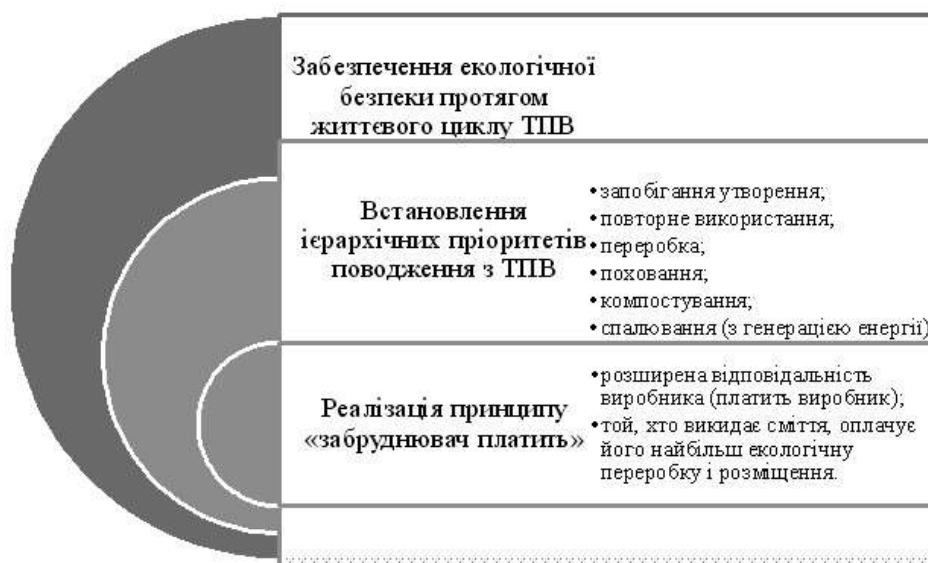 Забезпечення екологічної
безпеки протягом
життєвого циклу ТПВ
Встановлення
ієрархічних пріоритетів
поводження з ТПВ
•запобігання утворення;
•повторне використання;
•переробка;
•поховання;
•компостування;
•спалювання (з генерацією енергії)
Реалізація принципу
«забруднювач платить»
•розширена відповідальність
виробника (платить виробник);
•той, хто викидає сміття, оплачує
його найбільш екологічну
переробку і розміщення.